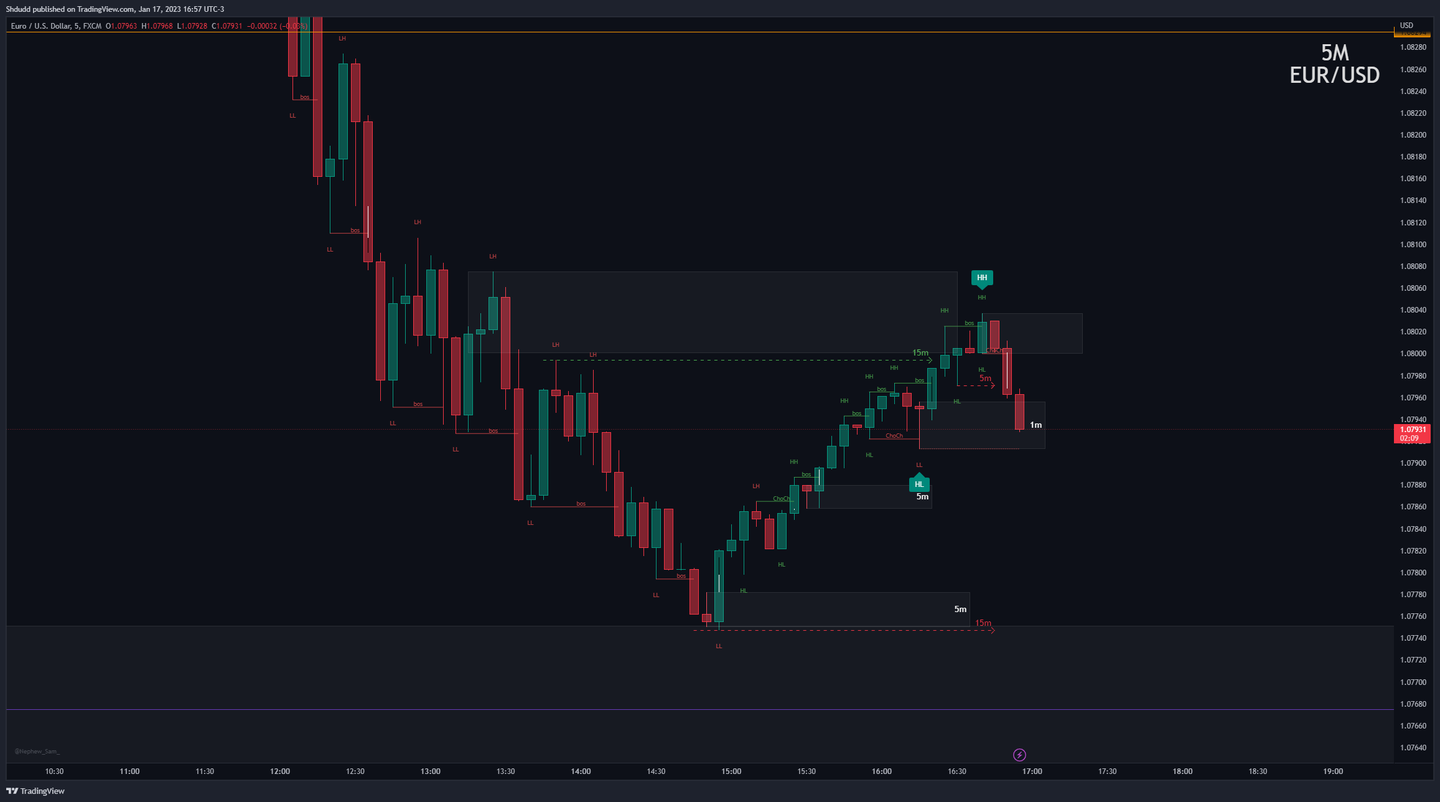 Shdudd published on TradingView.com, Jan 17, 2023 16:57 UTC-3
Euro / U.S. Dollar, 5, FXCM O1.07963 H1.07968 L1.07928 C1.07931 −0.00032
USD
5M
EUR/USD
LH
1.08280
1.08260
1.08240
bos
LL
1.08220
1.08200
1.08180
1.08160
1.08140
LH
1.08120
bos
LL
1.08100
LH
1.08080
HH
1.08060
HH
HH
1.08040
bos
1.08020
LH
LH
15m
1.08000
HH
HH
HL
5m
1.07980
bos
bos
HH
HL
1.07960
bos
LL
bos
1.07940
1m
bos
ChoCh
1.07931
02:09
LL
HL
HH
LL
1.07900
bos
HL
1.07880
LH
5m
ChoCh
bos
1.07860
LL
1.07840
1.07820
HL
bos
1.07800
LL
HL
1.07780
5m
1.07760
15m
1.07740
LL
1.07720
1.07700
1.07680
1.07660
@Nephew_Sam_
1.07640
10:30 11:00 11:30 12:00 12:30 13:00 13:30 14:00 14:30 15:00 15:30 16:00 16:30 17:00 17:30 18:00 18:30 19:00
TradingView